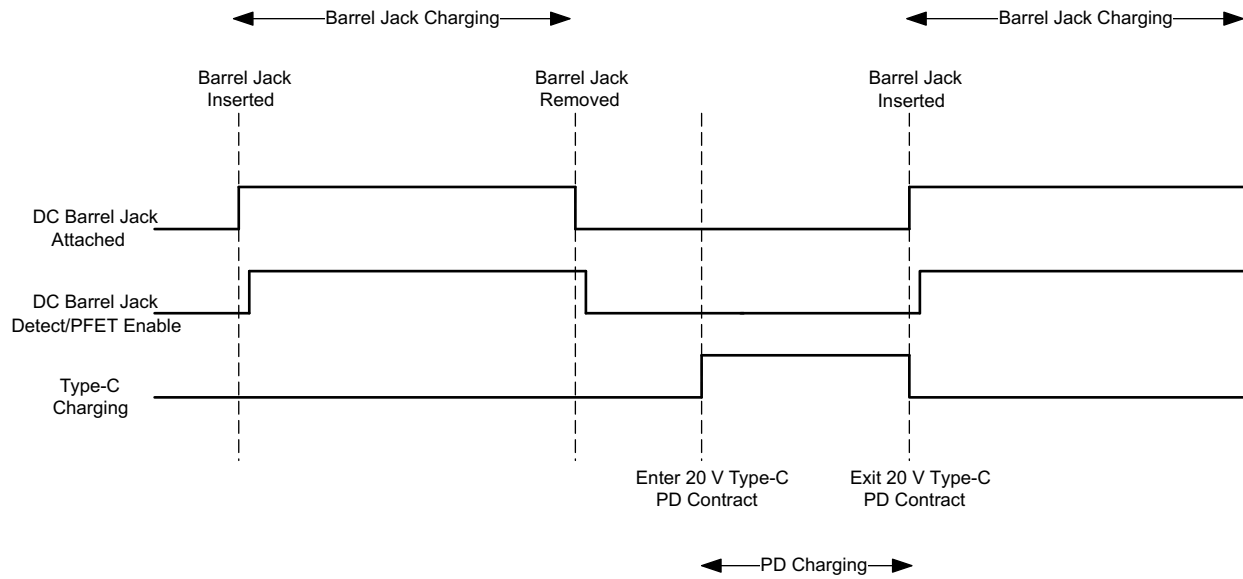 Barrel Jack Charging
Barrel Jack Charging
Barrel Jack
Inserted
Barrel Jack
Removed
Barrel Jack
Inserted
DC Barrel Jack
Attached
DC Barrel Jack
Detect/PFET Enable
Type-C
Charging
Enter 20 V Type-C
PD Contract
Exit 20 V Type-C
PD Contract
PD Charging